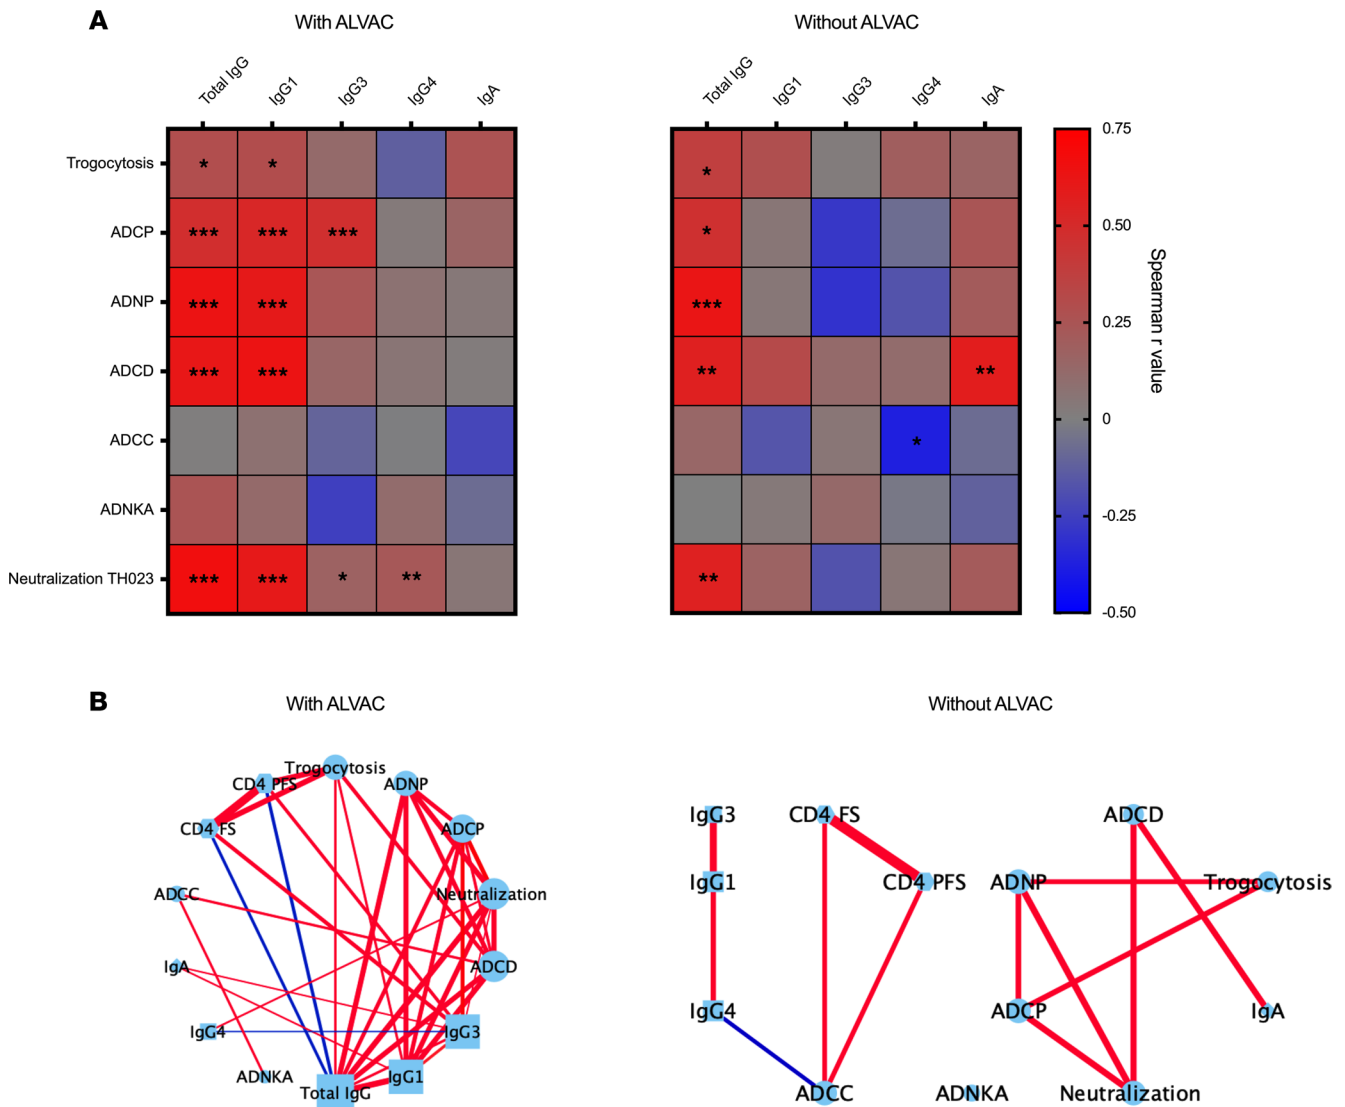 A
With ALVAC
Without ALVAC
Total IgG
IgG1
IgG3
IgG4
IgA
Total IgG
IgG1
IgG3
IgG4
IgA
Trogocytosis
* *
*
ADCP
*** *** ***
*
ADNP
*** ***
***
ADCD
*** ***
** **
ADCC
*
ADNKA
Neutralization TH023
*** *** * **
**
0.75
0.50
0.25
0
-0.25
-0.50
Spearman r value
B
With ALVAC
Without ALVAC
Trogocytosis
CD4 PFS
ADNP
CD4 FS
ADCP
ADCC
Neutralization
IgA
ADCD
IgG4
IgG3
ADNKA
IgG1
Total IgG
IgG3
CD4 FS
ADCD
IgG1
CD4 PFS
ADNP
Trogocytosis
IgG4
ADCP
IgA
ADCC
ADNKA
Neutralization